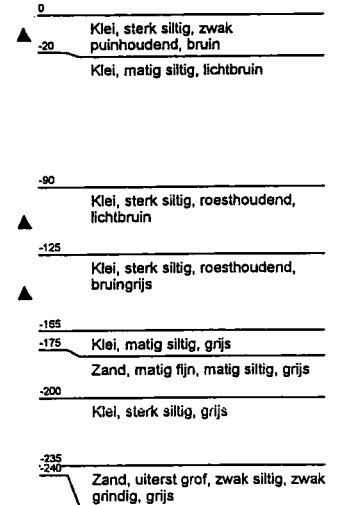 0
Klei, sterk siltig, zwak
puinhoudend, bruin
-20
Klei, matig siltig, lichtbruin
-90
Klei, sterk siltig, roesthoudend,
lichtbruin
-125
Klei, sterk siltig, roesthoudend,
bruingrijs
-165
-175
Klei, matig siltig, grijs
Zand, matig fijn, matig siltig, grijs
-200
Klei, sterk siltig, grijs
-235
-240
Zand, uiterst grof, zwak siltig, zwak
grindig, grijs